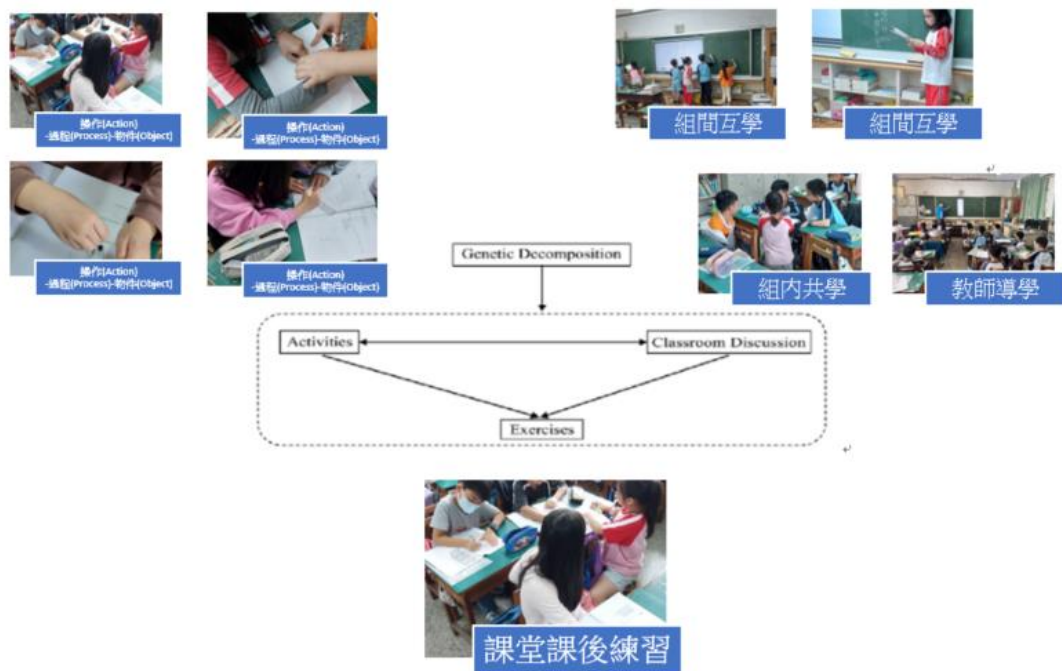 操作(Action)
-過程(Process)-物件(Object)
操作(Action)
-過程(Process)-物件(Object)
組間互學
組間互學
操作(Action)
-過程(Process)-物件(Object)
操作(Action)
-過程(Process)-物件(Object)
組內共學
教師導學
Genetic Decomposition
Activities
Classroom Discussion
Exercises
課堂課後練習